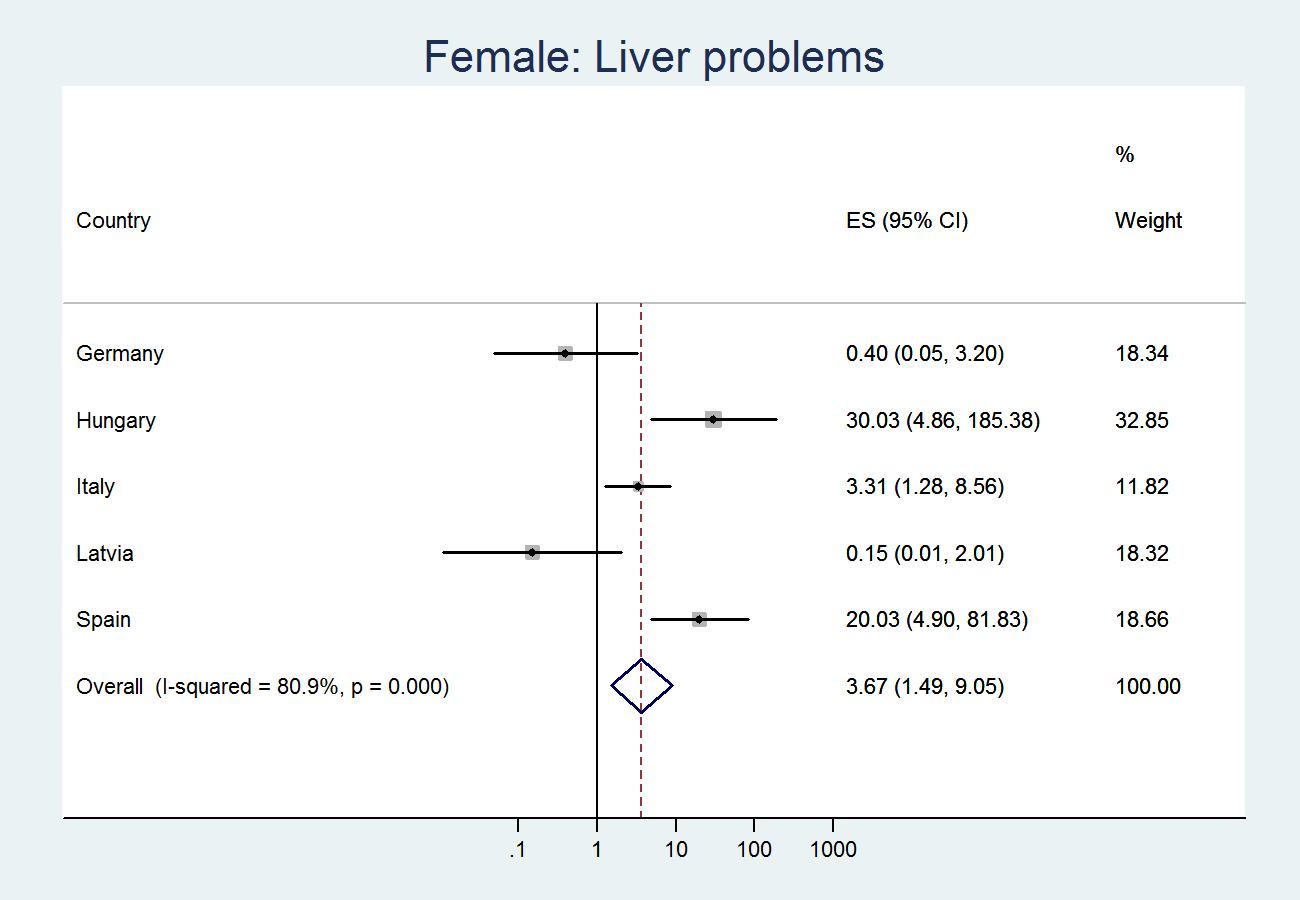 Female: Liver problems
%
Country ES (95% CI) Weight
Germany 0.40 (0.05, 3.20) 18.34
Hungary 30.03 (4.86, 185.38) 32.85
Italy 3.31 (1.28, 8.56) 11.82
Latvia 0.15 (0.01, 2.01) 18.32
Spain 20.03 (4.90, 81.83) 18.66
Overall (I-squared = 80.9%, p = 0.000) 3.67 (1.49, 9.05) 100.00
.1 1 10 100 1000